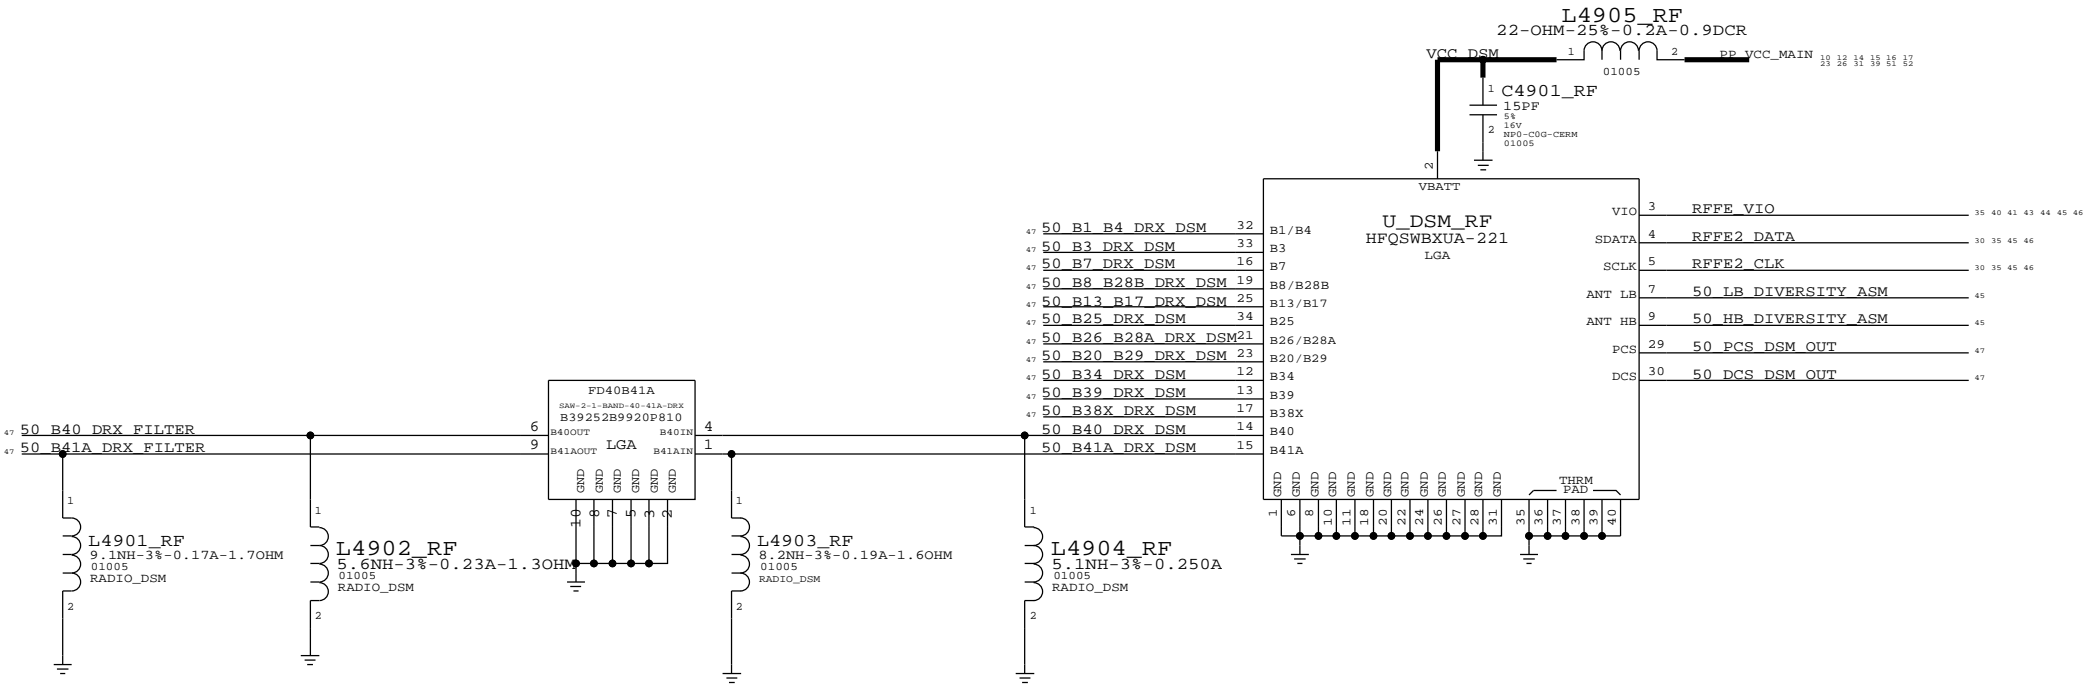 L4905_RF
22-OHM-25%-0.2A-0.9DCR
VCC_DSM 1 2 PP_VCC_MAIN 10 12 14 15 16 17
23 26 31 39 51 52
01005
1 C4901_RF
15PF
5%
16V
2 NP0-C0G-CERM
01005
2
VBATT
U_DSM_RF
HFQSWBXUA-221
LGA
47 50_B1_B4_DRX_DSM 32 B1/B4
47 50_B3_DRX_DSM 33 B3
47 50_B7_DRX_DSM 16 B7
47 50_B8_B28B_DRX_DSM 19 B8/B28B
47 50_B13_B17_DRX_DSM 25 B13/B17
47 50_B25_DRX_DSM 34 B25
47 50_B26_B28A_DRX_DSM 21 B26/B28A
47 50_B20_B29_DRX_DSM 23 B20/B29
47 50_B34_DRX_DSM 12 B34
47 50_B39_DRX_DSM 13 B39
47 50_B38X_DRX_DSM 17 B38X
50_B40_DRX_DSM 14 B40
50_B41A_DRX_DSM 15 B41A
VIO 3 RFFE_VIO 35 40 41 43 44 45 46
SDATA 4 RFFE2_DATA 30 35 45 46
SCLK 5 RFFE2_CLK 30 35 45 46
ANT LB 7 50_LB_DIVERSITY_ASM 45
ANT HB 9 50_HB_DIVERSITY_ASM 45
PCS 29 50_PCS_DSM_OUT 47
DCS 30 50_DCS_DSM_OUT 47
GND GND GND GND GND GND GND GND GND GND GND GND GND
THRM
PAD
1 6 8 10 11 18 20 22 24 26 27 28 31
35 36 37 38 39 40
FD40B41A
SAW-2-1-BAND-40-41A-DRX
B39252B9920P810
LGA
47 50_B40_DRX_FILTER 6 B40OUT B40IN 4
47 50_B41A_DRX_FILTER 9 B41AOUT B41AIN 1
GND GND GND GND GND GND
10 8 7 5 3 2
1
L4901_RF
9.1NH-3%-0.17A-1.7OHM
01005
RADIO_DSM
2
1
L4902_RF
5.6NH-3%-0.23A-1.3OHM
01005
RADIO_DSM
2
1
L4903_RF
8.2NH-3%-0.19A-1.6OHM
01005
RADIO_DSM
2
1
L4904_RF
5.1NH-3%-0.250A
01005
RADIO_DSM
2